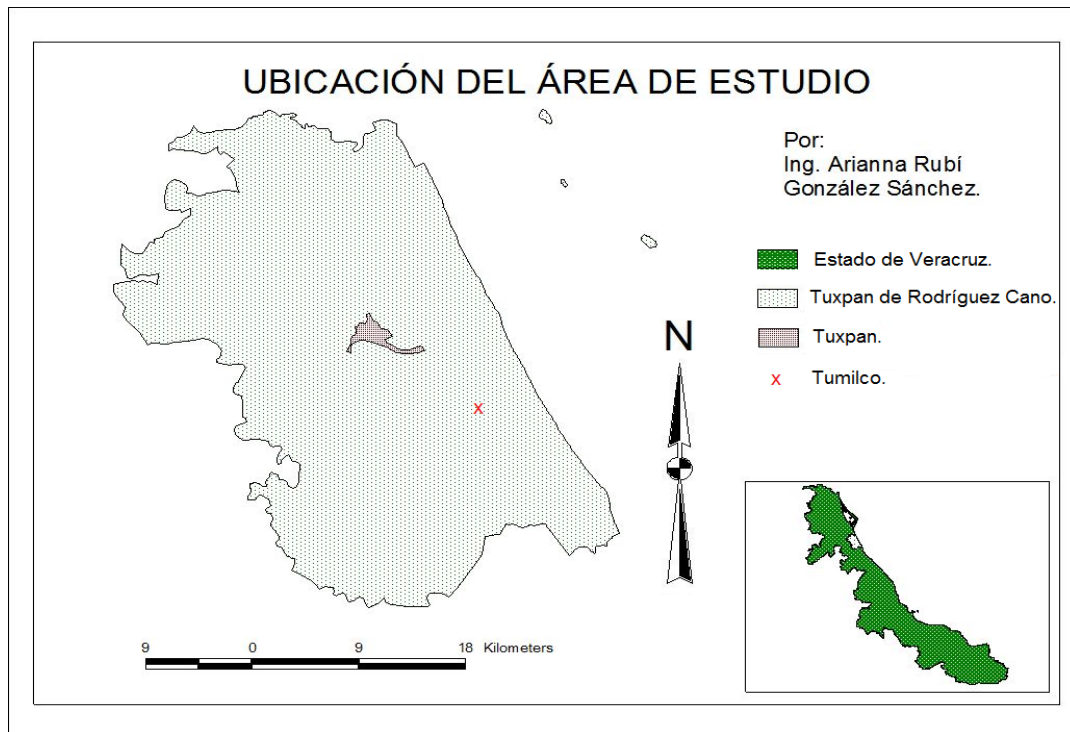 UBICACIÓN DEL ÁREA DE ESTUDIO
Por:
Ing. Arianna Rubí
González Sánchez.
Estado de Veracruz.
Tuxpan de Rodríguez Cano.
Tuxpan.
x Tumilco.
N
x
9 0 9 18 Kilometers